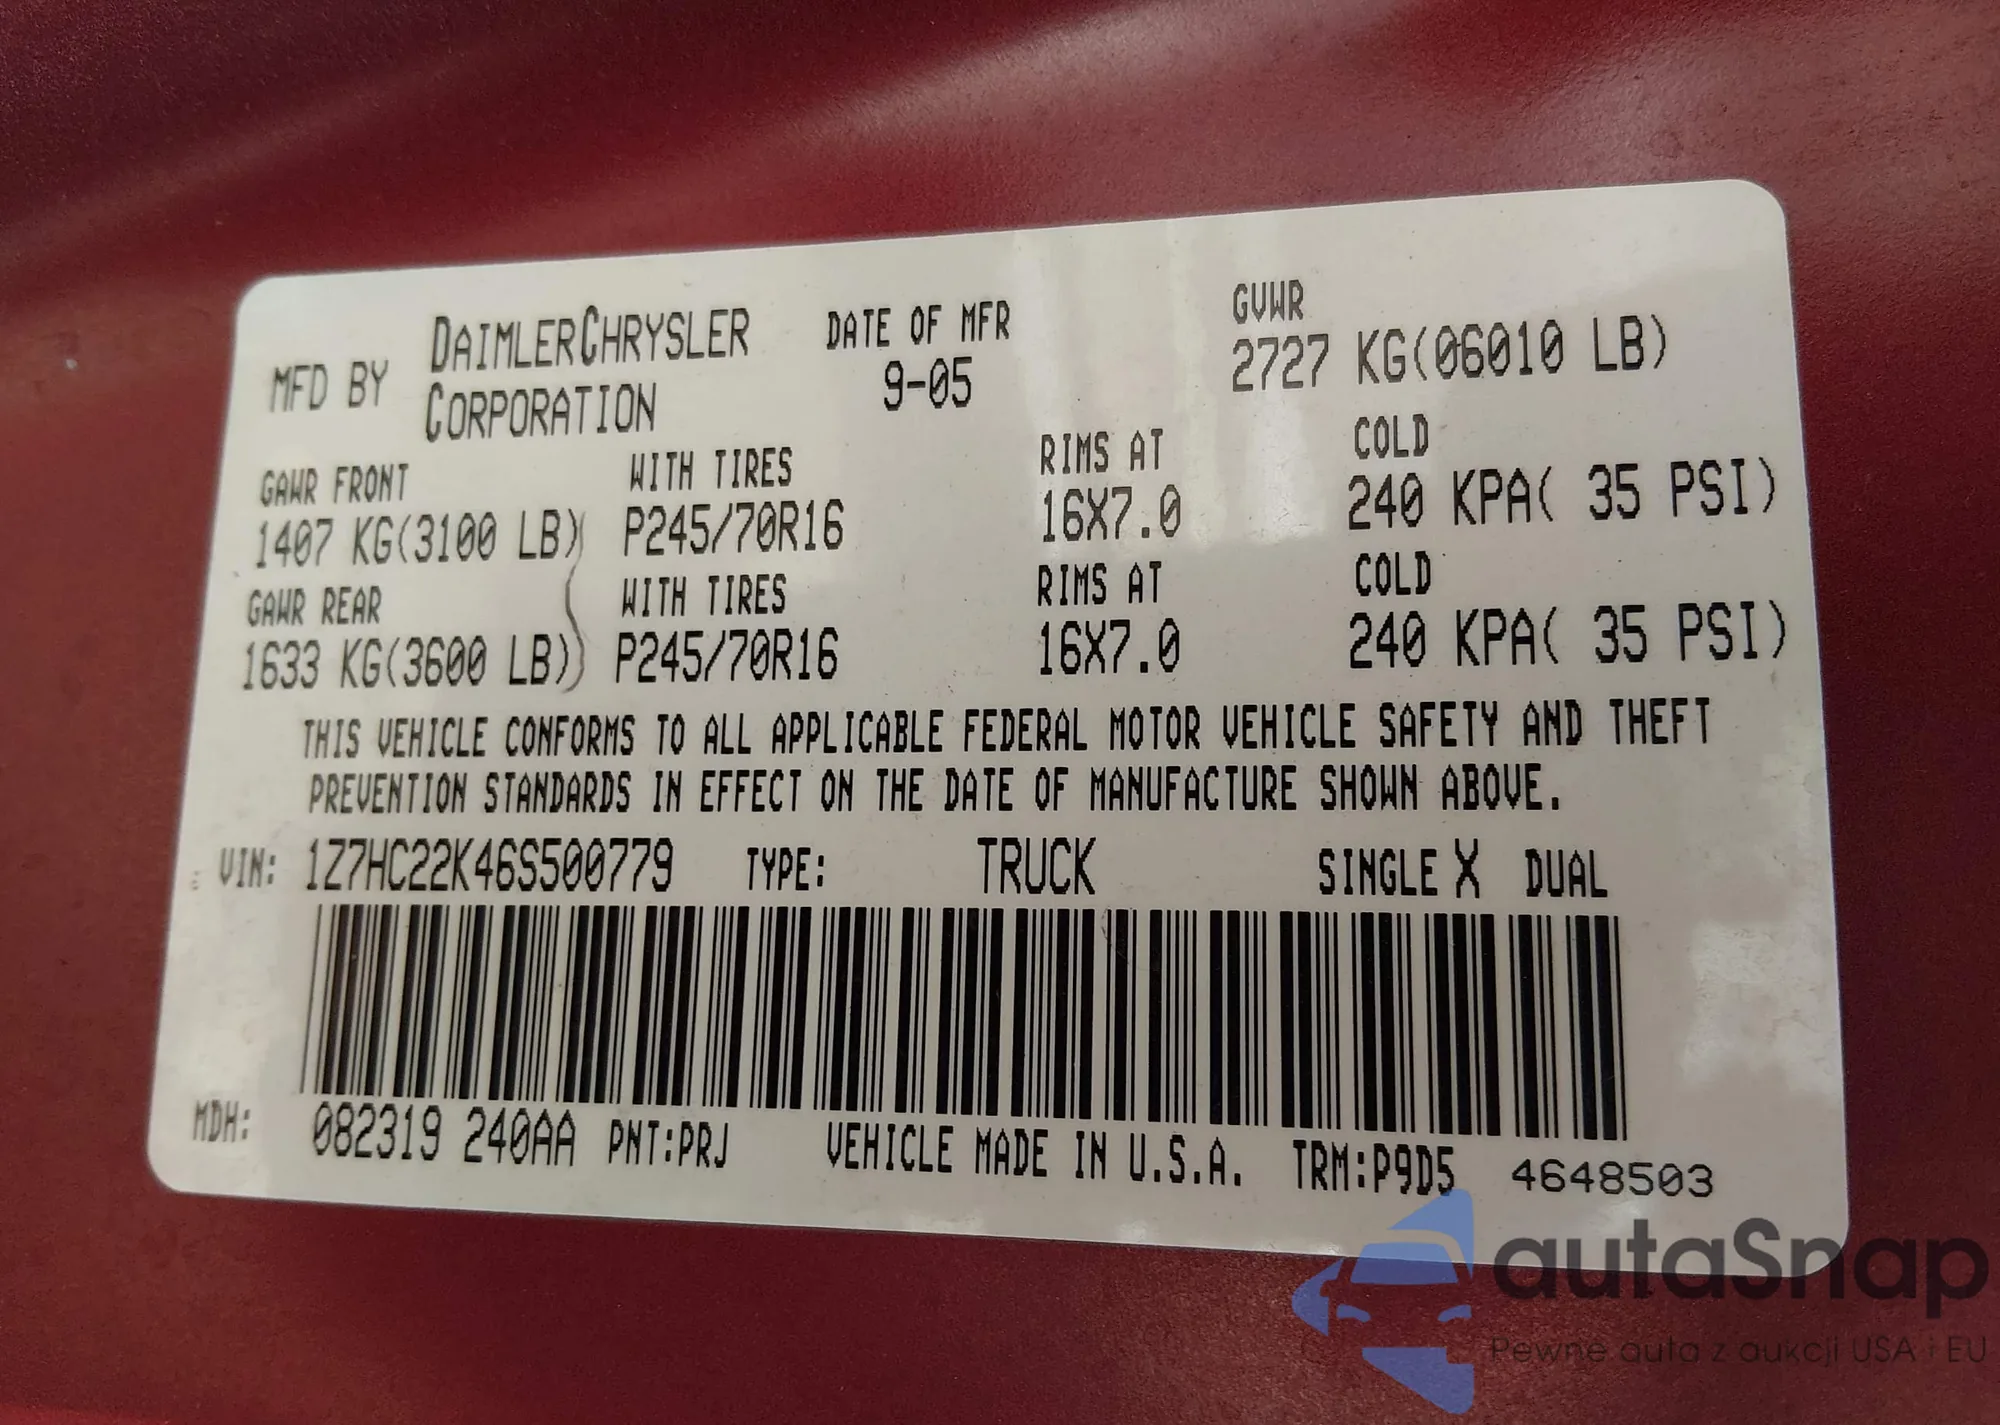 MFD BY DAIMLERCHRYSLER CORPORATION DATE OF MFR 9-05 GVWR 2727 KG(06010 LB)
GAWR FRONT WITH TIRES RIMS AT COLD
1407 KG(3100 LB) P245/70R16 16X7.0 240 KPA( 35 PSI)
GAWR REAR WITH TIRES RIMS AT COLD
1633 KG(3600 LB) P245/70R16 16X7.0 240 KPA( 35 PSI)
THIS VEHICLE CONFORMS TO ALL APPLICABLE FEDERAL MOTOR VEHICLE SAFETY AND THEFT
PREVENTION STANDARDS IN EFFECT ON THE DATE OF MANUFACTURE SHOWN ABOVE.
VIN: 1Z7HC22K46S500779 TYPE: TRUCK SINGLE X DUAL
MDH: 082319 240AA PNT:PRJ VEHICLE MADE IN U.S.A. TRM:P9D5 4648503
autaSnap
Pewne auta z aukcji USA i EU